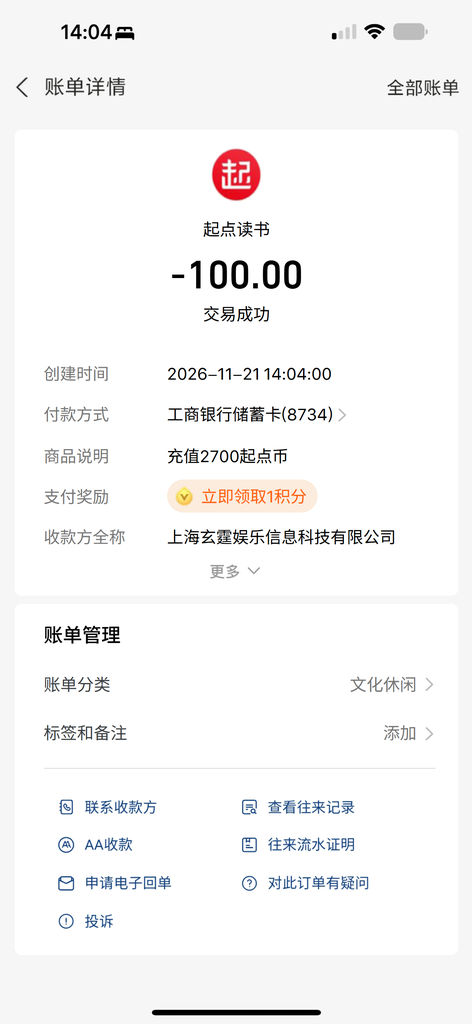 14:04
账单详情
全部账单
起
起点读书
-100.00
交易成功
创建时间 2026-11-21 14:04:00
付款方式 工商银行储蓄卡(8734)
商品说明 充值2700起点币
支付奖励 立即领取1积分
收款方全称 上海玄霆娱乐信息科技有限公司
更多
账单管理
账单分类 文化休闲
标签和备注 添加
联系收款方 查看往来记录
AA收款 往来流水证明
申请电子回单 对此订单有疑问
投诉